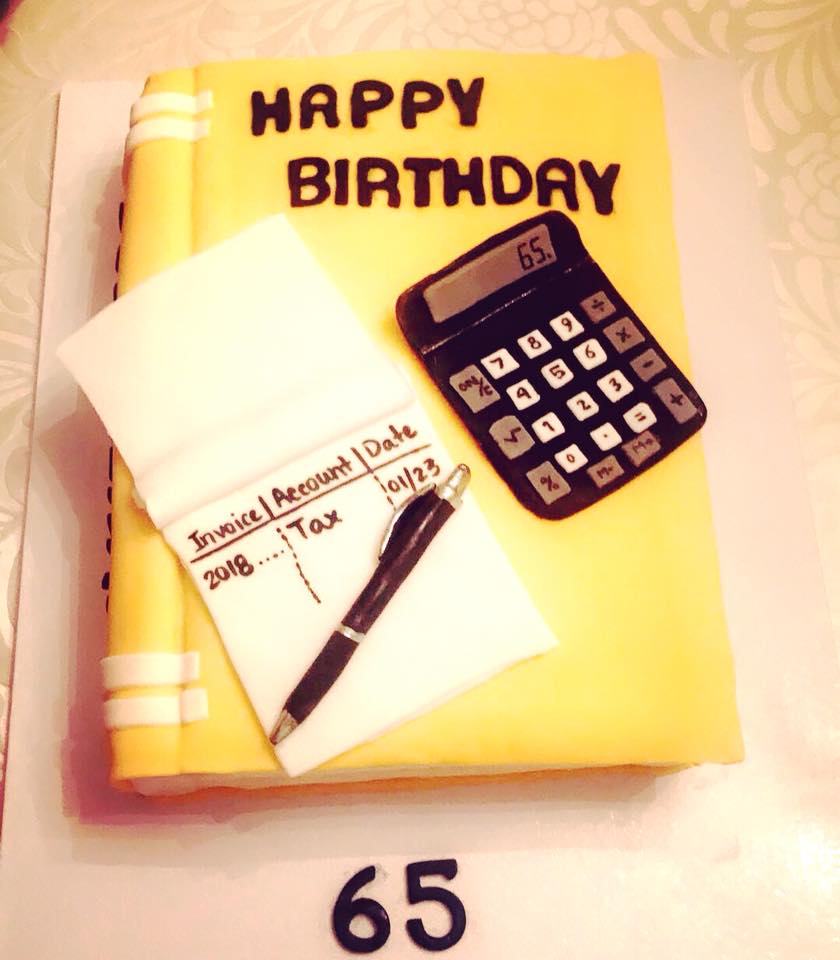 HAPPY
BIRTHDAY
65.
7 8 9 ÷
ON/C 4 5 6 ×
√ 1 2 3 -
% 0 . = +
M- M+
Invoice | Account | Date
2018.... Tax 01/23
65